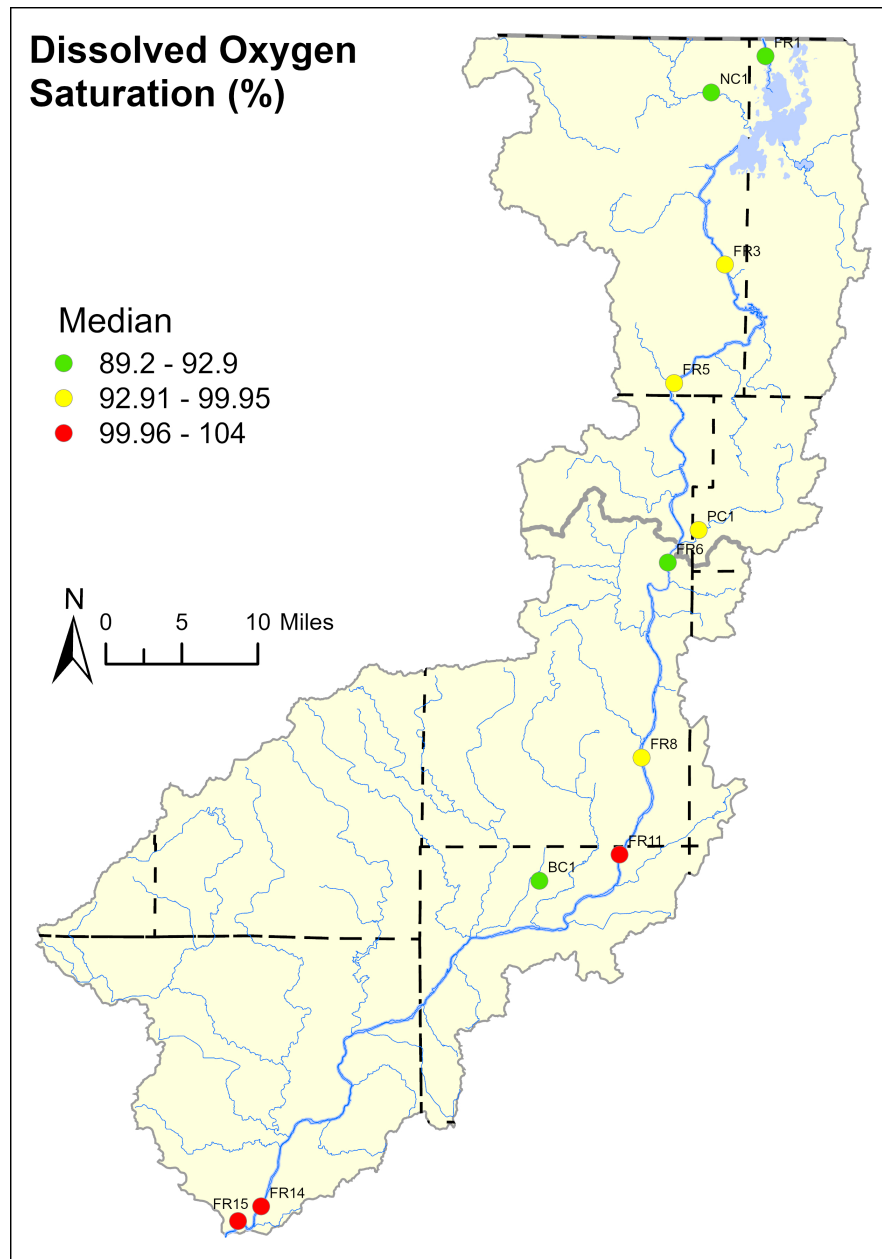 Dissolved Oxygen
Saturation (%)
FR1
NC1
FR3
Median
89.2 - 92.9
92.91 - 99.95
99.96 - 104
FR5
PC1
FR6
N
0 5 10 Miles
FR8
FR11
BC1
FR14
FR15